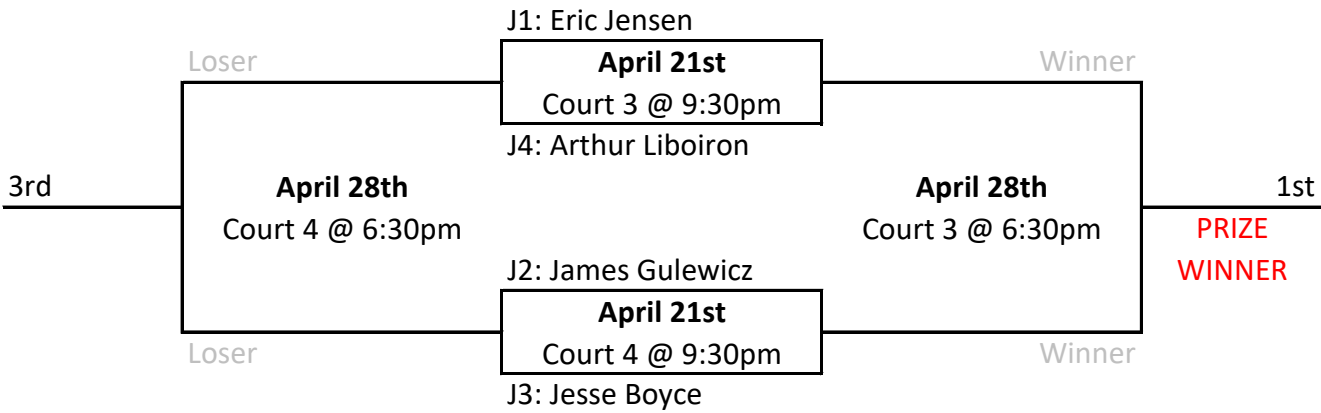 J1: Eric Jensen
Loser
April 21st
Winner
Court 3 @ 9:30pm
J4: Arthur Liboiron
3rd
April 28th
April 28th
1st
Court 4 @ 6:30pm
Court 3 @ 6:30pm
PRIZE
WINNER
J2: James Gulewicz
April 21st
Loser
Court 4 @ 9:30pm
Winner
J3: Jesse Boyce